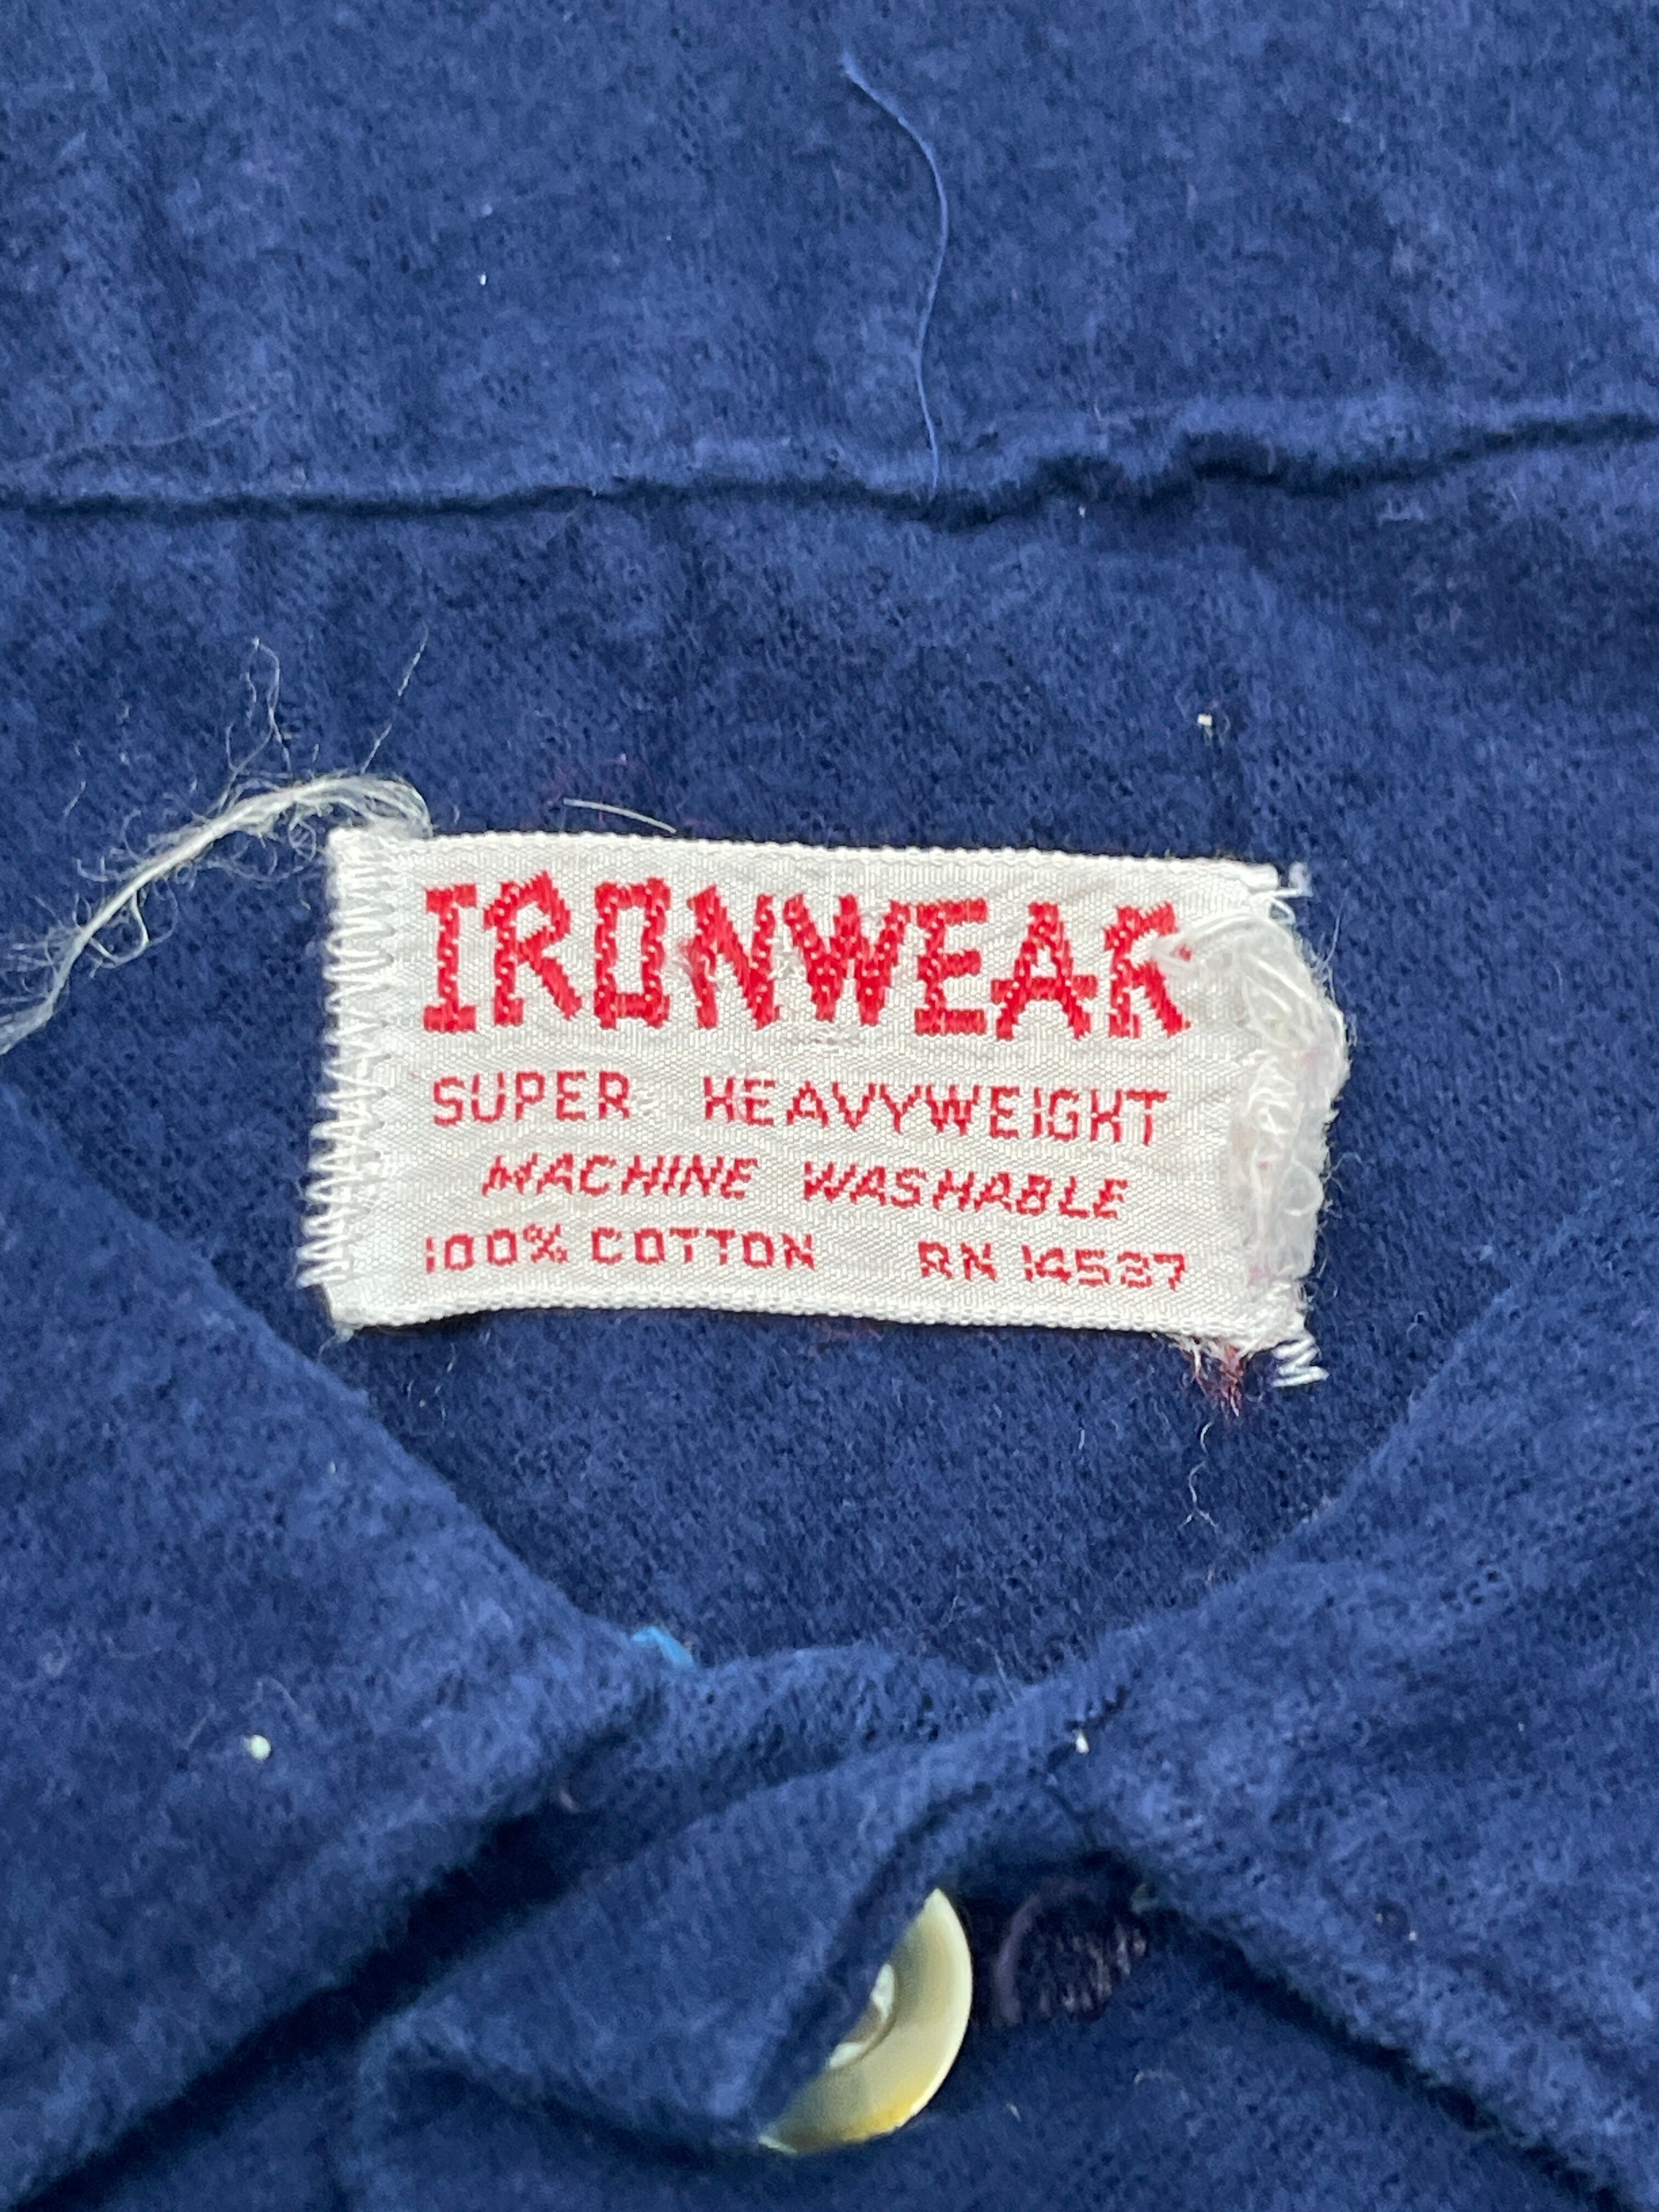 IRONWEAR
SUPER HEAVYWEIGHT
MACHINE WASHABLE
100% COTTON RN 14537